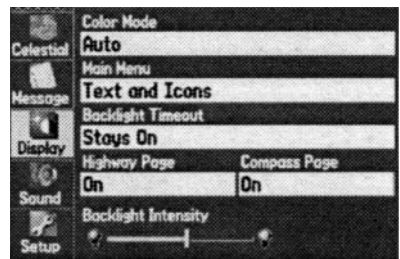 Celestial
Message
Display
Sound
Setup
Color Mode
Auto
Main Menu
Text and Icons
Backlight Timeout
Stays On
Highway Page Compass Page
On On
Backlight Intensity